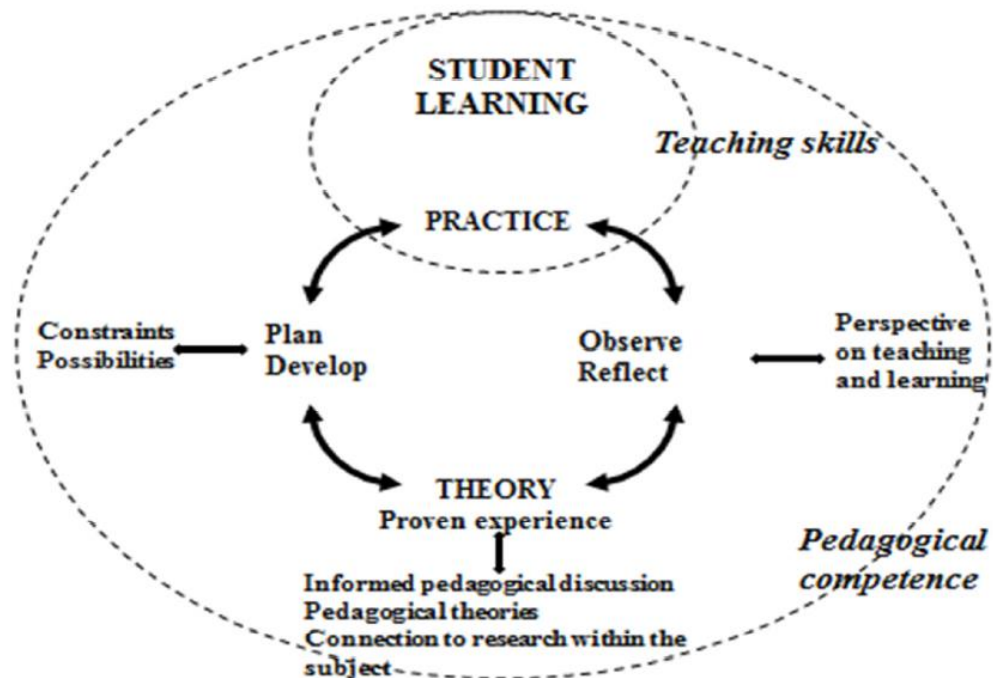 STUDENT
LEARNING
Teaching skills
PRACTICE
Constraints
Possibilities
Plan
Develop
Observe
Reflect
Perspective
on teaching
and learning
THEORY
Proven experience
Informed pedagogical discussion
Pedagogical theories
Connection to research within the
subject
Pedagogical
competence